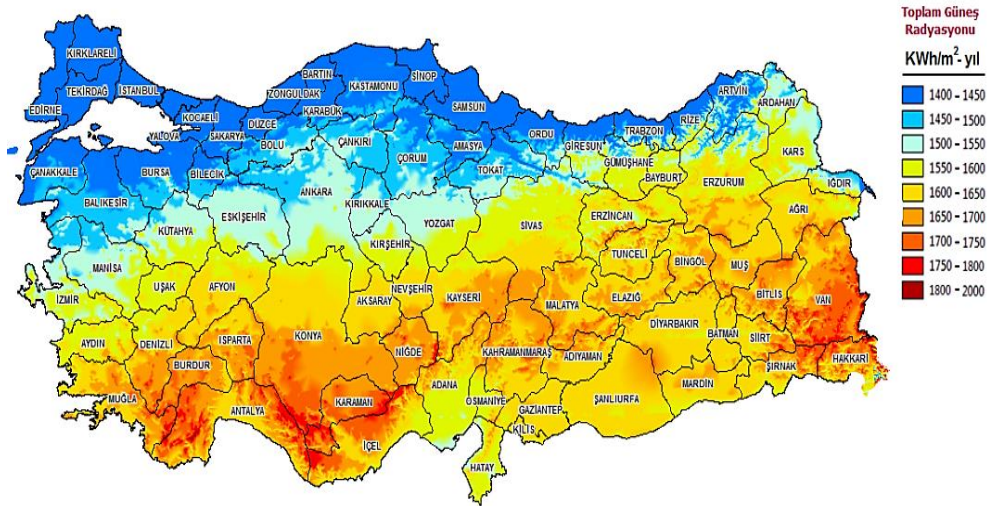 Toplam Güneş
Radyasyonu
KWh/m²-yıl
1400 - 1450
1450 - 1500
1500 - 1550
1550 - 1600
1600 - 1650
1650 - 1700
1700 - 1750
1750 - 1800
1800 - 2000
KIRKLARELİ
TEKİRDAĞ
İSTANBUL
EDİRNE
KOCAELİ
YALOVA
SAKARYA
DÜZCE
ZONGULDAK
BARTIN
KARABÜK
KASTAMONU
SİNOP
SAMSUN
BOLU
ÇANKIRI
ÇORUM
AMASYA
ORDU
TOKAT
GİRESUN
TRABZON
RİZE
ARTVİN
ARDAHAN
KARS
GÜMÜŞHANE
BAYBURT
ERZURUM
IĞDIR
AĞRI
ÇANAKKALE
BURSA
BİLECİK
BALIKEŞİR
KÜTAHYA
ESKİŞEHİR
ANKARA
KIRIKKALE
YOZGAT
KIRŞEHİR
SIVAS
ERZİNCAN
TUNCELİ
BİNGÖL
MUŞ
BİTLİS
VAN
MANİSA
İZMİR
UŞAK
AFYON
AKSARAY
NEVŞEHİR
KAYSERİ
MALATYA
ELAZIĞ
DİYARBAKIR
BATMAN
SİİRT
ŞIRNAK
HAKKARİ
AYDIN
DENİZLİ
ISPARTA
BURDUR
KONYA
NİĞDE
KAHRAMANMARAŞ
ADIYAMAN
MARDİN
ŞANLIURFA
MUĞLA
ANTALYA
KARAMAN
İÇEL
ADANA
OSMANİYE
GAZİANTEP
KİLİS
HATAY